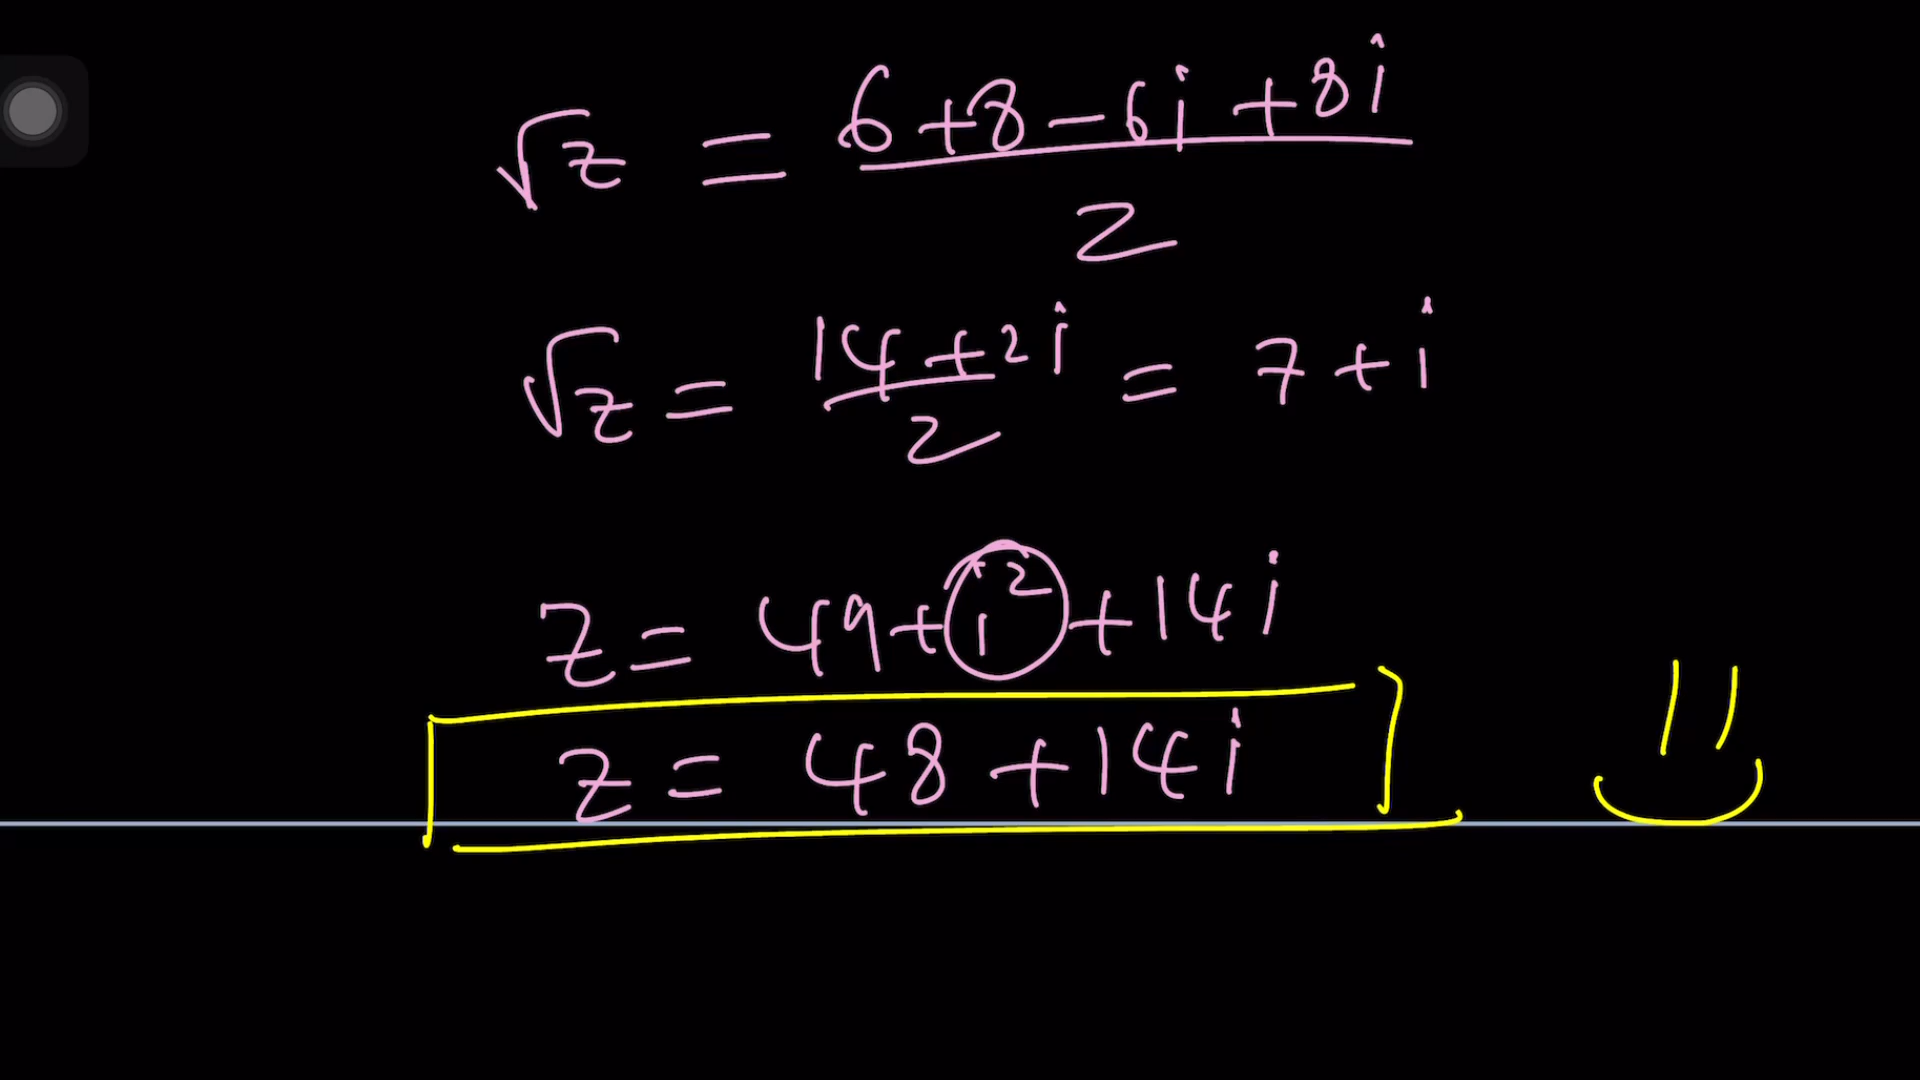 √z = (6+8-6i+8i)/2
√z = (14+2i)/2 = 7+i
z = 49+i²+14i
z = 48+14i